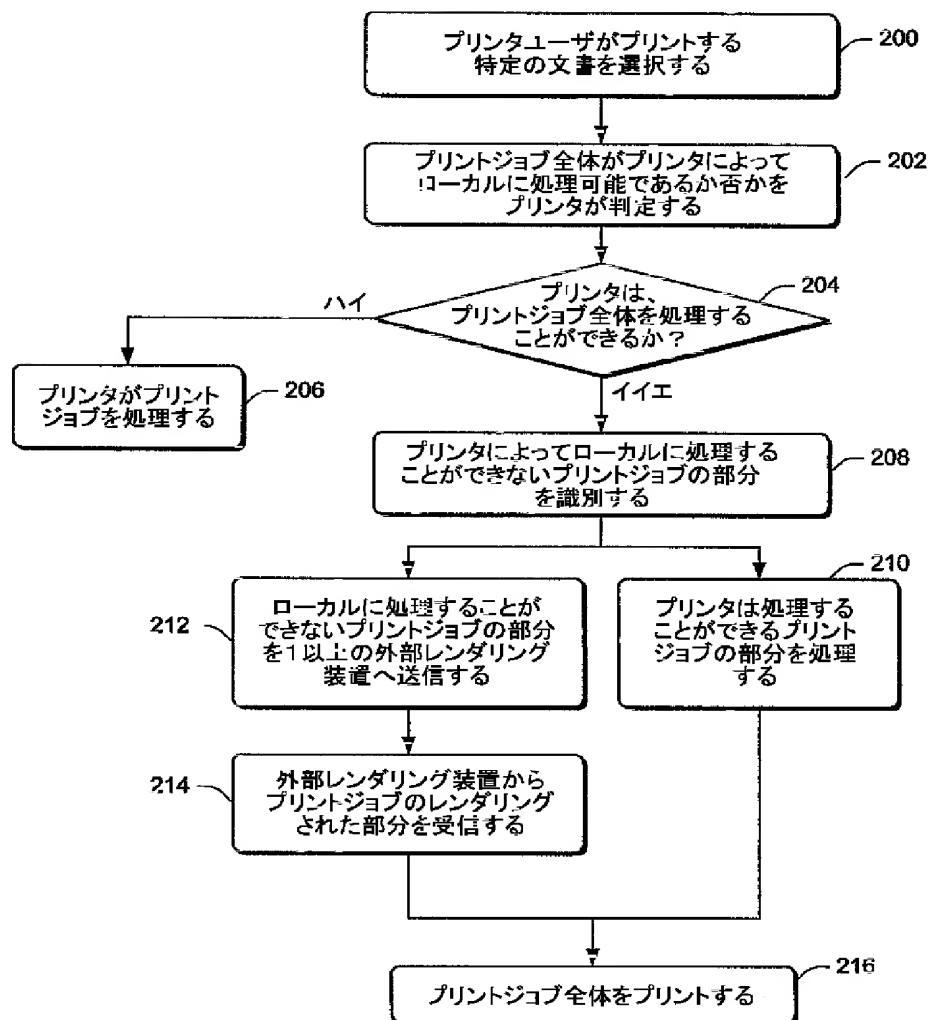 プリンタユーザがプリントする
特定の文書を選択する
200
プリントジョブ全体がプリンタによって
ローカルに処理可能であるか否かを
プリンタが判定する
202
プリンタは、
プリントジョブ全体を処理する
ことができるか？
204
ハイ
プリンタがプリント
ジョブを処理する
206
イイエ
プリンタによってローカルに処理する
ことができないプリントジョブの部分
を識別する
208
212
ローカルに処理することが
できないプリントジョブの部分
を1以上の外部レンダリング
装置へ送信する
210
プリンタは処理する
ことができるプリント
ジョブの部分を処理
する
214
外部レンダリング装置から
プリントジョブのレンダリング
された部分を受信する
216
プリントジョブ全体をプリントする